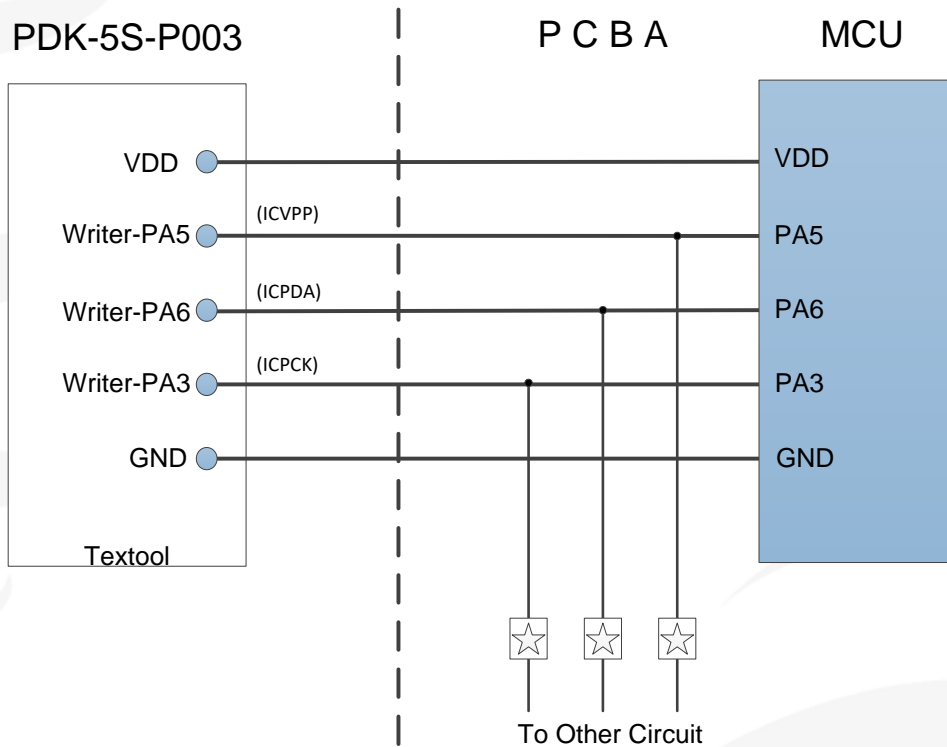 PDK-5S-P003
P C B A
MCU
VDD
VDD
(ICVPP)
Writer-PA5
PA5
(ICPDA)
Writer-PA6
PA6
(ICPCK)
Writer-PA3
PA3
GND
GND
Textool
To Other Circuit